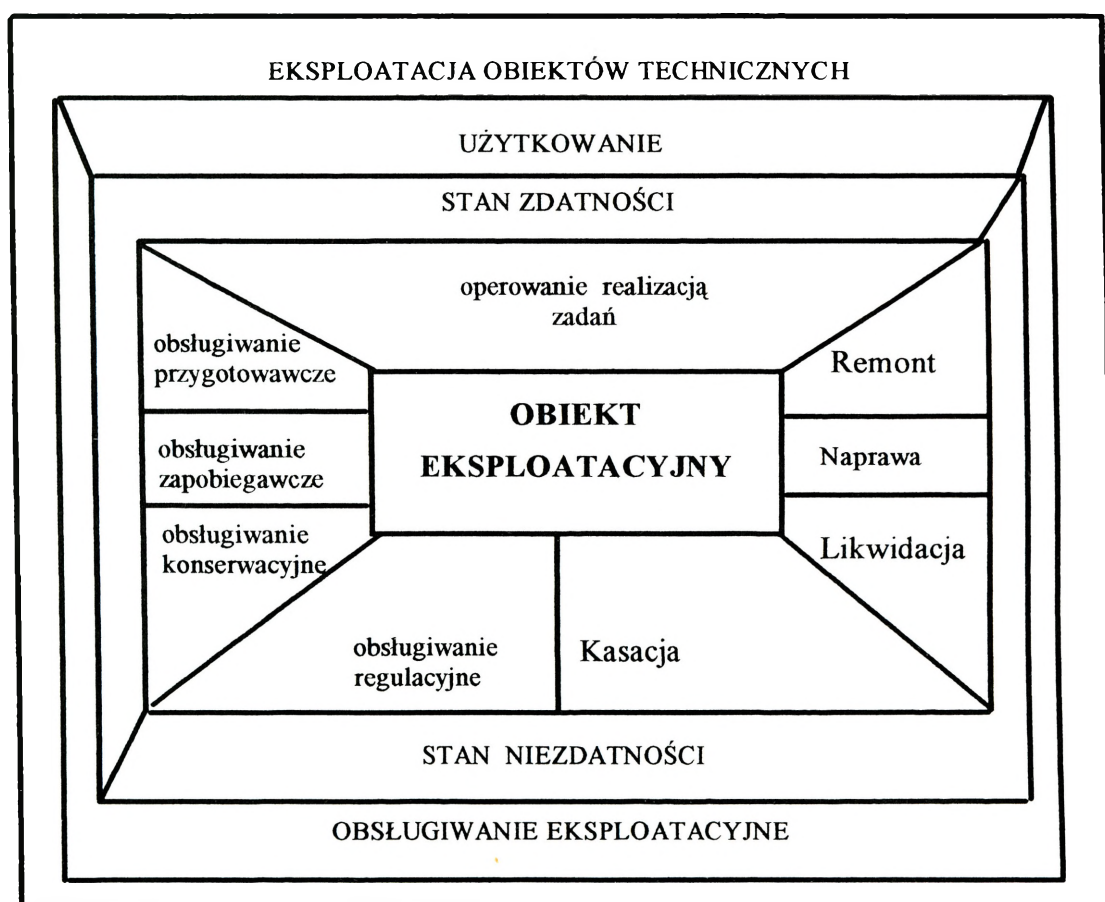 EKSPLOATACJA OBIEKTÓW TECHNICZNYCH
UŻYTKOWANIE
STAN ZDATNOŚCI
operowanie realizacją
zadań
obsługiwanie
przygotowawcze
obsługiwanie
zapobiegawcze
obsługiwanie
konserwacyjne
OBIEKT
EKSPLOATACYJNY
Remont
Naprawa
Likwidacja
obsługiwanie
regulacyjne
Kasacja
STAN NIEZDATNOŚCI
OBSŁUGIWANIE EKSPLOATACYJNE